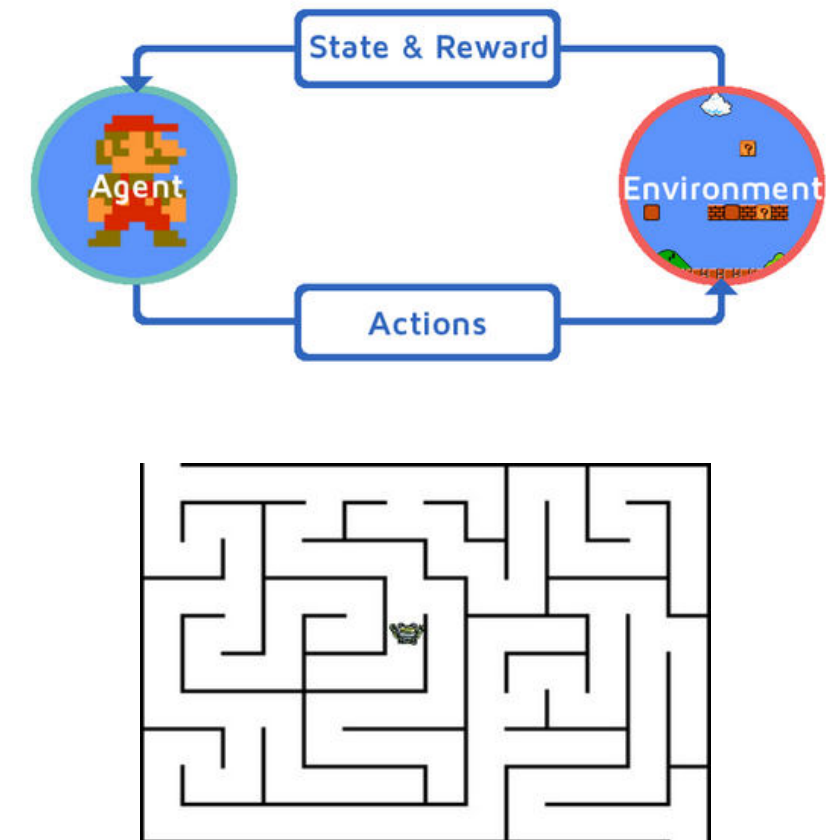 State & Reward
Agent
Environment
?
?
Actions